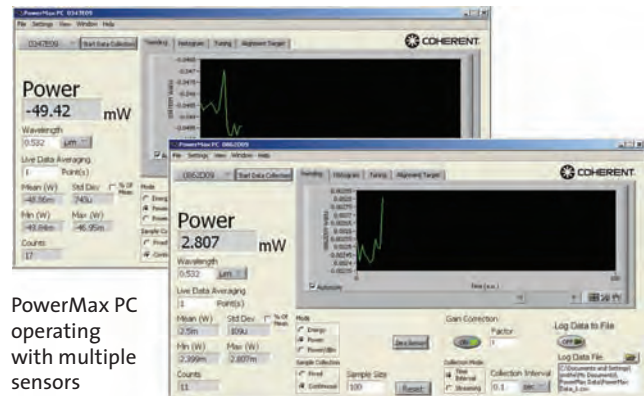 PowerMax PC 0347E09
File Settings View Window Help
0347E09 Start Data Collection Trending Histogram Tuning Alignment Target COHERENT.
Power
-49.42 mW
Wavelength
0.532 µm
Live Data Averaging
1 Point(s)
Mean (W) Std Dev % Of Mean
-48.86m 743u
Min (W) Max (W)
-49.84m -46.95m
Counts
17
PowerMax PC 0862D09
File Settings View Window Help
0862D09 Start Data Collection Trending Histogram Tuning Alignment Target COHERENT.
Power
2.807 mW
Wavelength
0.532 µm
Live Data Averaging
1 Point(s)
Mean (W) Std Dev % Of Mean
2.5m 109u
Min (W) Max (W)
2.399m 2.807m
Counts
11
Autosize
0 100
Mode
Energy
Power
Power/dBm
Sample Collection
Fixed
Continuous
Sample Size
100
Reset
Zero Sensor
Gain Correction
ON
Factor
1
Collection Mode
Time Interval
Streaming
Collection Interval
0.1 sec
Log Data to File
OFF
Log Data File
PowerMax PC
operating
with multiple
sensors